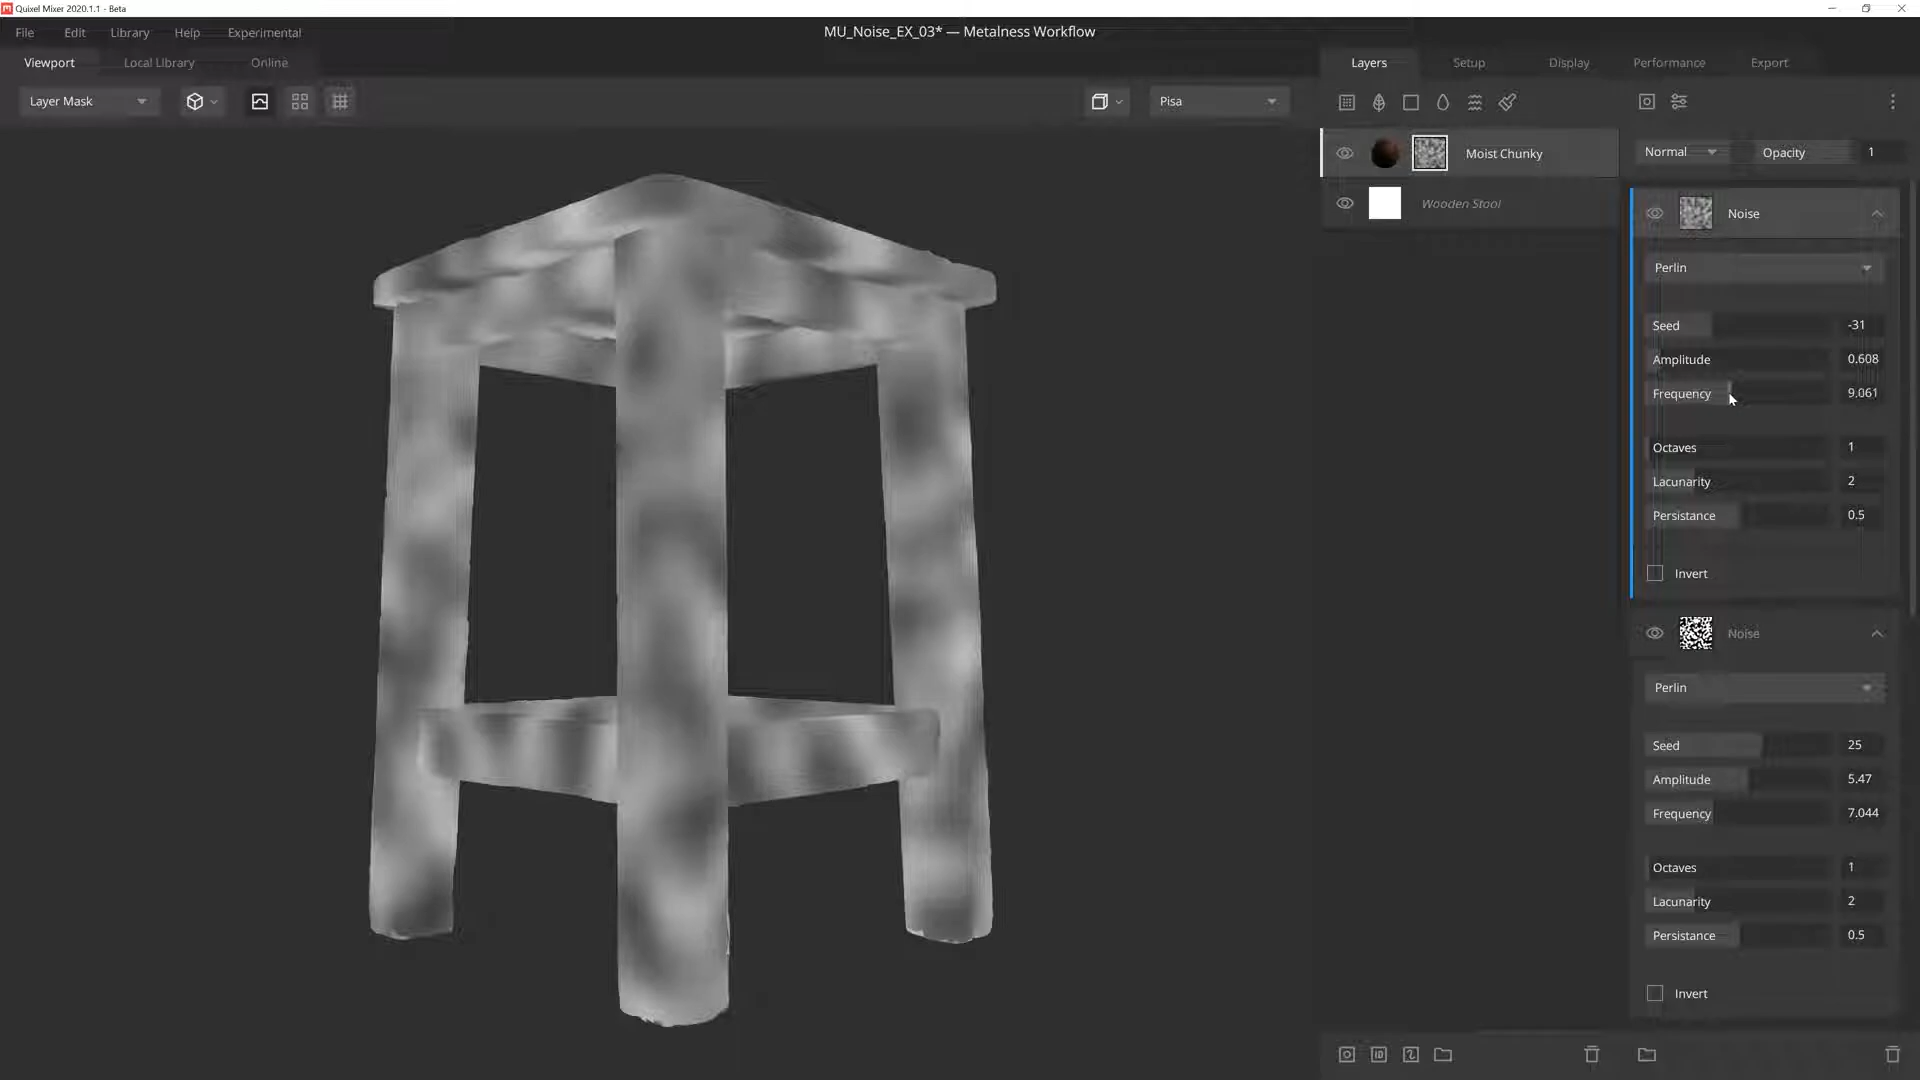 Quixel Mixer 2020.1.1 - Beta
File Edit Library Help Experimental
MU_Noise_EX_03* — Metalness Workflow
Viewport Local Library Online
Layers Setup Display Performance Export
Layer Mask
Pisa
Moist Chunky
Wooden Stool
Normal Opacity 1
Noise
Perlin
Seed -31
Amplitude 0.608
Frequency 9.061
Octaves 1
Lacunarity 2
Persistance 0.5
Invert
Noise
Perlin
Seed 25
Amplitude 5.47
Frequency 7.044
Octaves 1
Lacunarity 2
Persistance 0.5
Invert